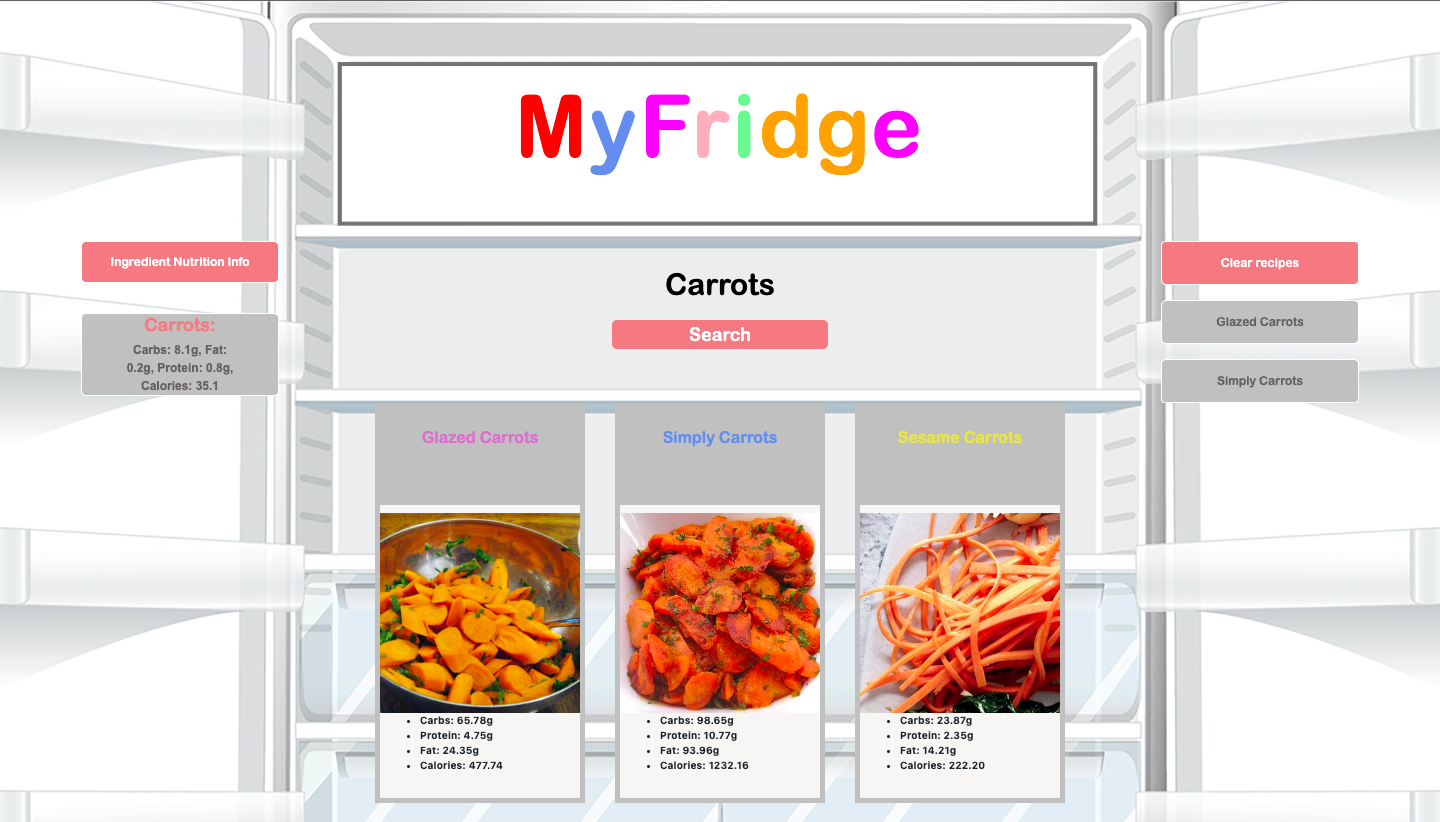 MyFridge
Ingredient Nutrition Info
Carrots:
Carbs: 8.1g, Fat:
0.2g, Protein: 0.8g,
Calories: 35.1
Carrots
Search
Clear recipes
Glazed Carrots
Simply Carrots
Glazed Carrots
Carbs: 65.78g
Protein: 4.75g
Fat: 24.35g
Calories: 477.74
Simply Carrots
Carbs: 98.65g
Protein: 10.77g
Fat: 93.96g
Calories: 1232.16
Sesame Carrots
Carbs: 23.87g
Protein: 2.35g
Fat: 14.21g
Calories: 222.20